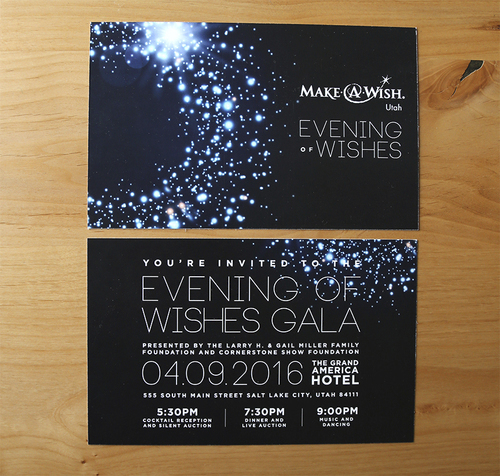 MAKE-A-WISH.
Utah
EVENING
OF WISHES
YOU'RE INVITED TO THE
EVENING OF
WISHES GALA
PRESENTED BY THE LARRY H. & GAIL MILLER FAMILY
FOUNDATION AND CORNERSTONE SHOW FOUNDATION
04.09.2016 THE GRAND
AMERICA
HOTEL
555 SOUTH MAIN STREET SALT LAKE CITY, UTAH 84111
5:30PM
COCKTAIL RECEPTION
AND SILENT AUCTION
7:30PM
DINNER AND
LIVE AUCTION
9:00PM
MUSIC AND
DANCING